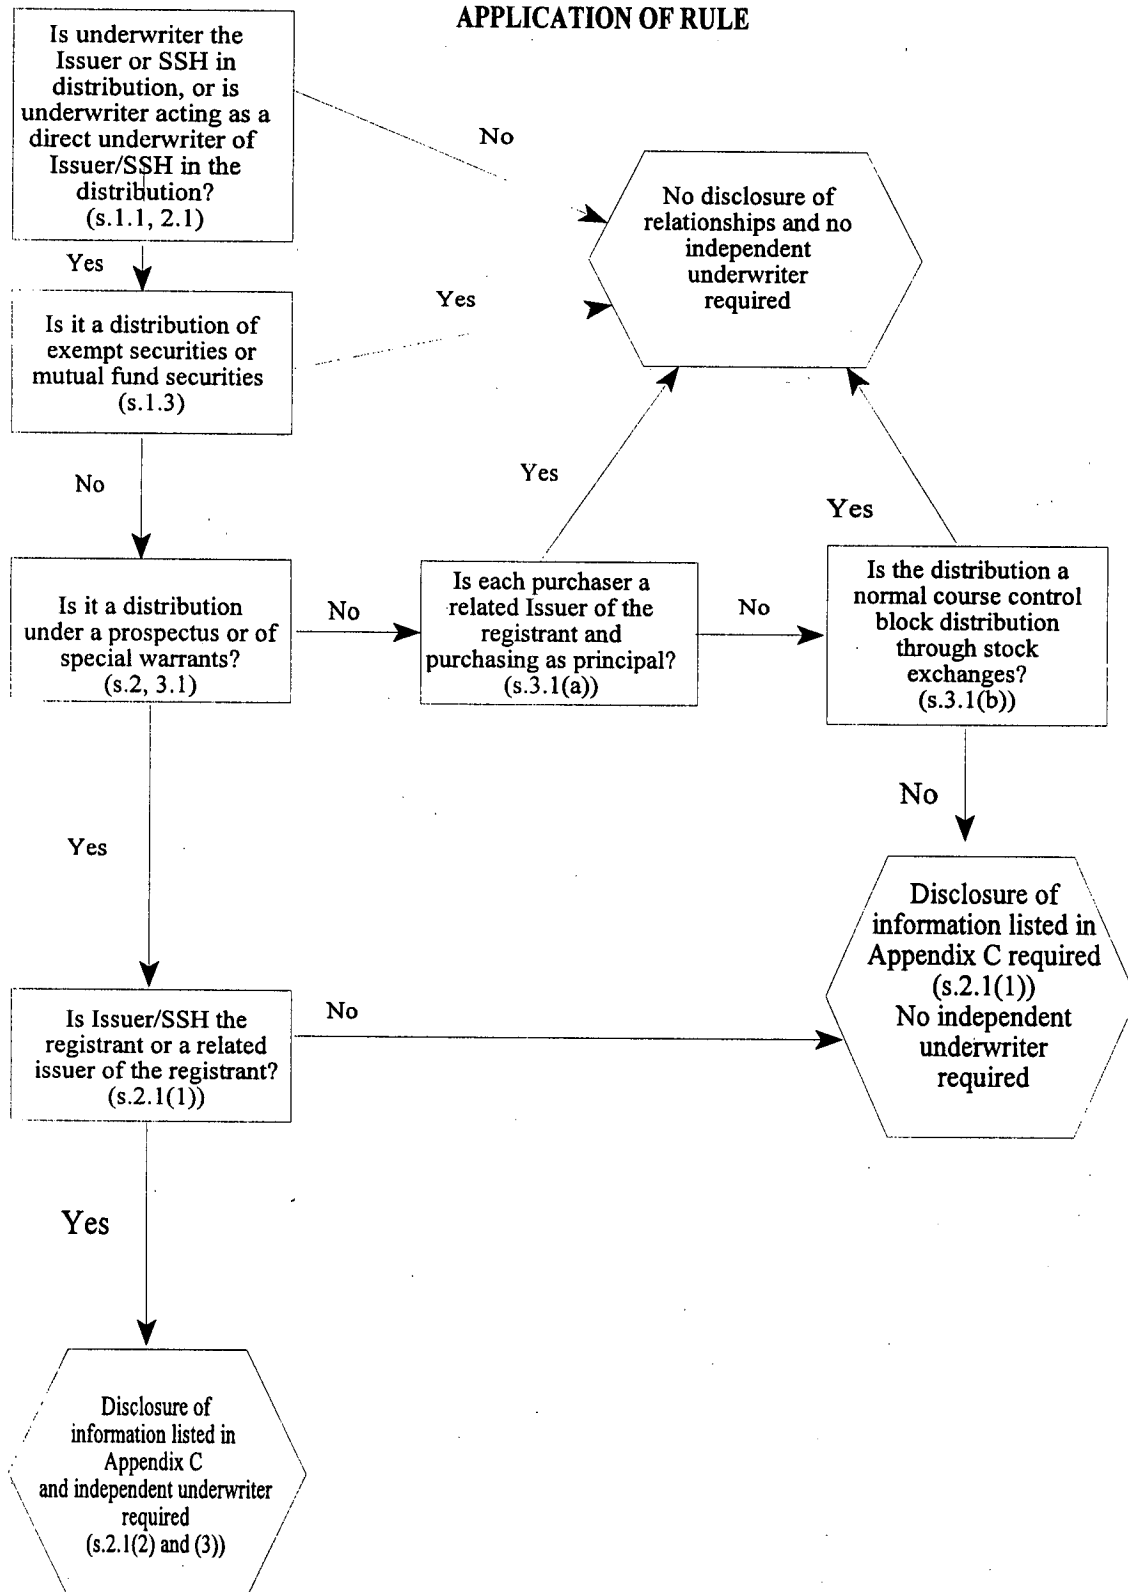 APPLICATION OF RULE
Is underwriter the
Issuer or SSH in
distribution, or is
underwriter acting as a
direct underwriter of
Issuer/SSH in the
distribution?
(s.1.1, 2.1)
No
No disclosure of
relationships and no
independent
underwriter
required
Yes
Yes
Is it a distribution of
exempt securities or
mutual fund securities
(s.1.3)
No
Yes
Yes
Is it a distribution
under a prospectus or of
special warrants?
(s.2, 3.1)
No
Is each purchaser a
related Issuer of the
registrant and
purchasing as principal?
(s.3.1(a))
No
Is the distribution a
normal course control
block distribution
through stock
exchanges?
(s.3.1(b))
No
Yes
Disclosure of
information listed in
Appendix C required
(s.2.1(1))
No independent
underwriter
required
Is Issuer/SSH the
registrant or a related
issuer of the registrant?
(s.2.1(1))
No
Yes
Disclosure of
information listed in
Appendix C
and independent underwriter
required
(s.2.1(2) and (3))